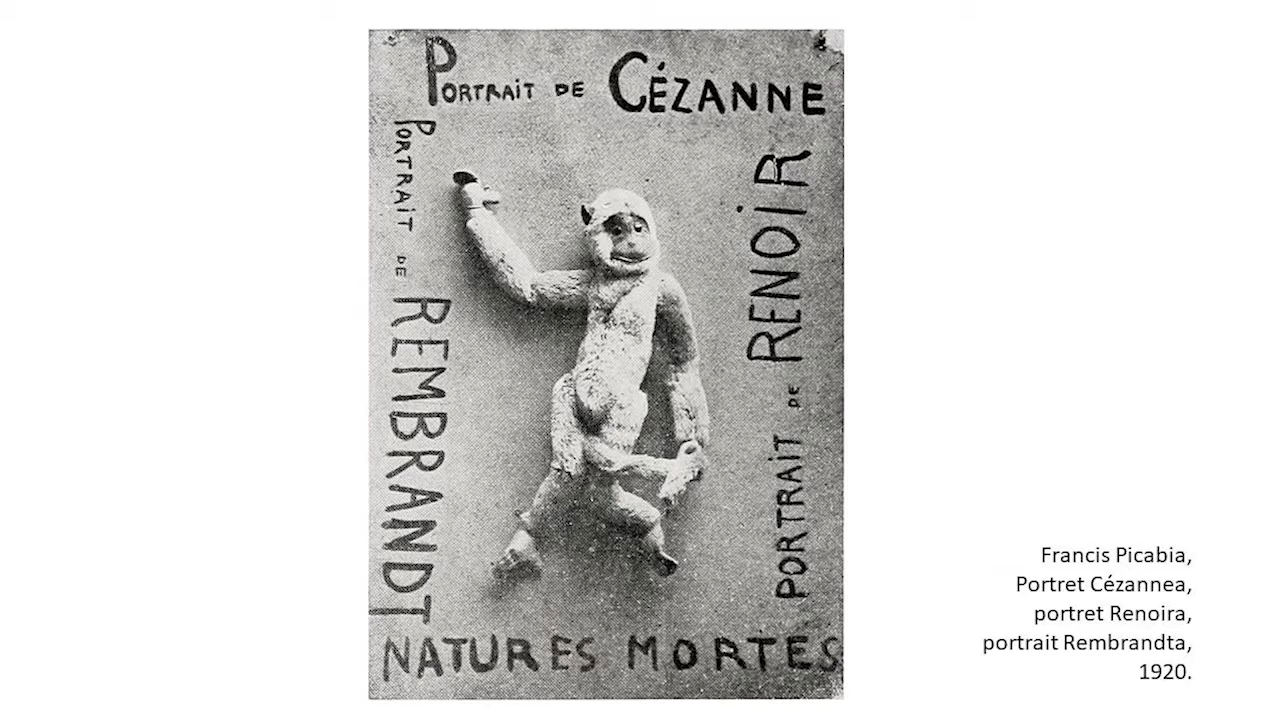 PORTRAiT DE CÉZANNE
PORTRAiT DE REMBRANDT
PORTRAiT DE RENOiR
NATURES MORTES
Francis Picabia,
Portret Cézannea,
portret Renoira,
portrait Rembrandta,
1920.